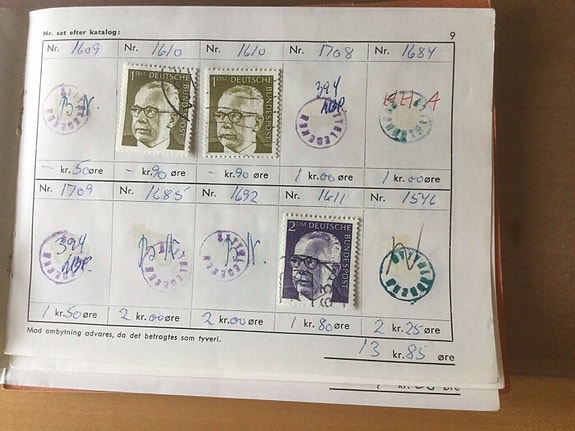 Nr. sat efter katalog: 9
Nr. 1609 Nr. 1610 Nr. 1610 Nr. 1708 Nr. 1684
B N. 1 DM DEUTSCHE BUNDESPOST 1 DM DEUTSCHE BUNDESPOST 394 HH A
- kr. 50 øre - kr. 90 øre - kr. 90 øre 1 kr. 00 øre 1 kr. 00 øre
Nr. 1709 Nr. 1685 Nr. 1692 Nr. 1611 Nr. 1546
394 B N B N. 2 DM DEUTSCHE BUNDESPOST N
1 kr. 50 øre 2 kr. 00 øre 2 kr. 00 øre 1 kr. 80 øre 2 kr. 25 øre
Mod ombytning advares, da det betragtes som tyveri.
13 kr. 85 øre
kr. øre